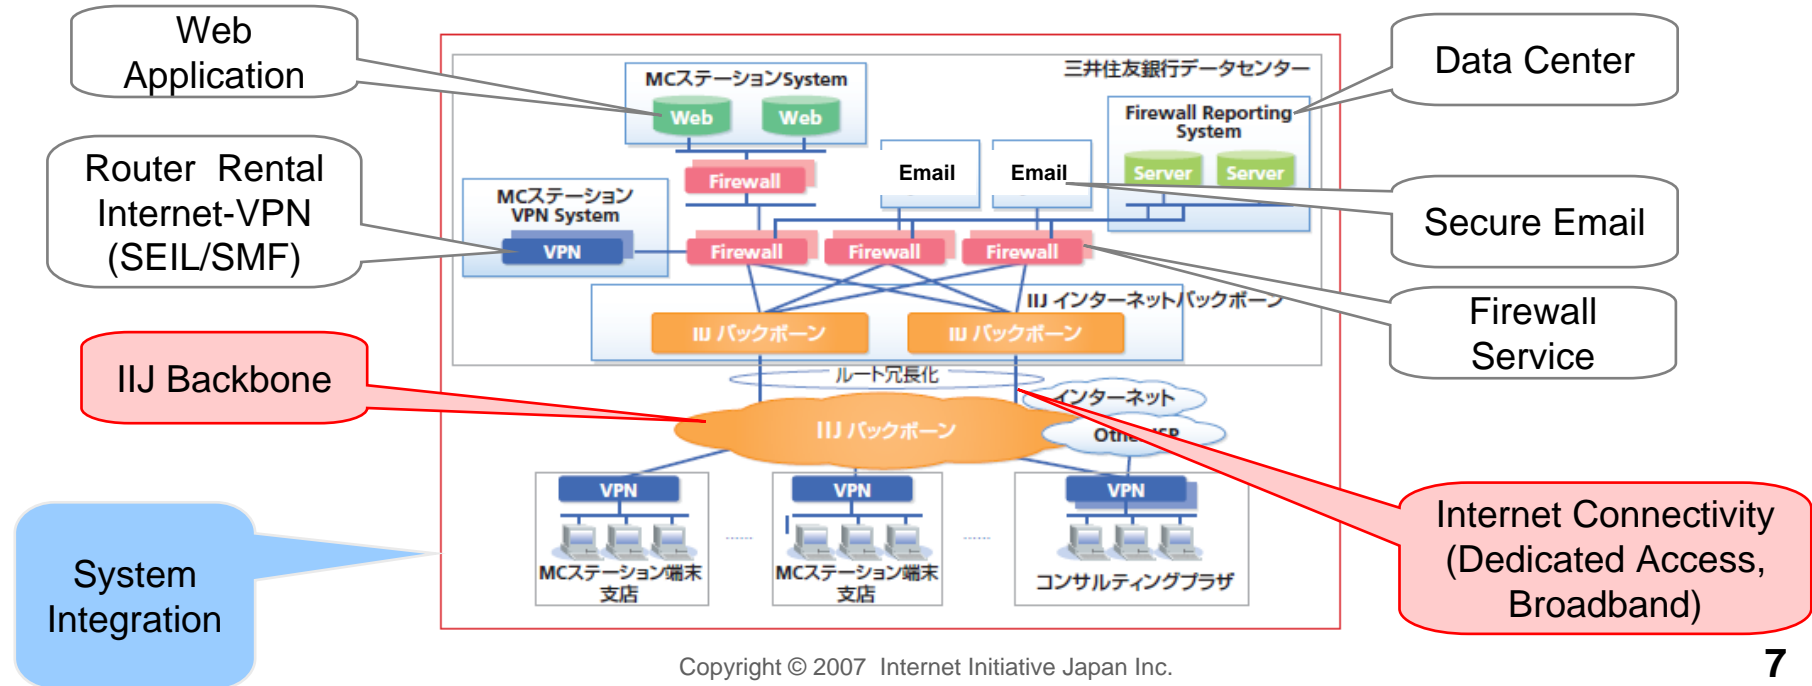 Web
Application
Router Rental
Internet-VPN
(SEIL/SMF)
IIJ Backbone
System
Integration
三井住友銀行データセンター
MCステーションSystem
Web
Web
Firewall
Email
Email
Firewall Reporting
System
Server
Server
MCステーション
VPN System
VPN
Firewall
Firewall
Firewall
IIJ インターネットバックボーン
IIJ バックボーン
IIJ バックボーン
ルート冗長化
インターネット
IIJ バックボーン
Other ISP
VPN
VPN
VPN
MCステーション端末
支店
MCステーション端末
支店
コンサルティングプラザ
Data Center
Secure Email
Firewall
Service
Internet Connectivity
(Dedicated Access,
Broadband)
Copyright © 2007 Internet Initiative Japan Inc.
7